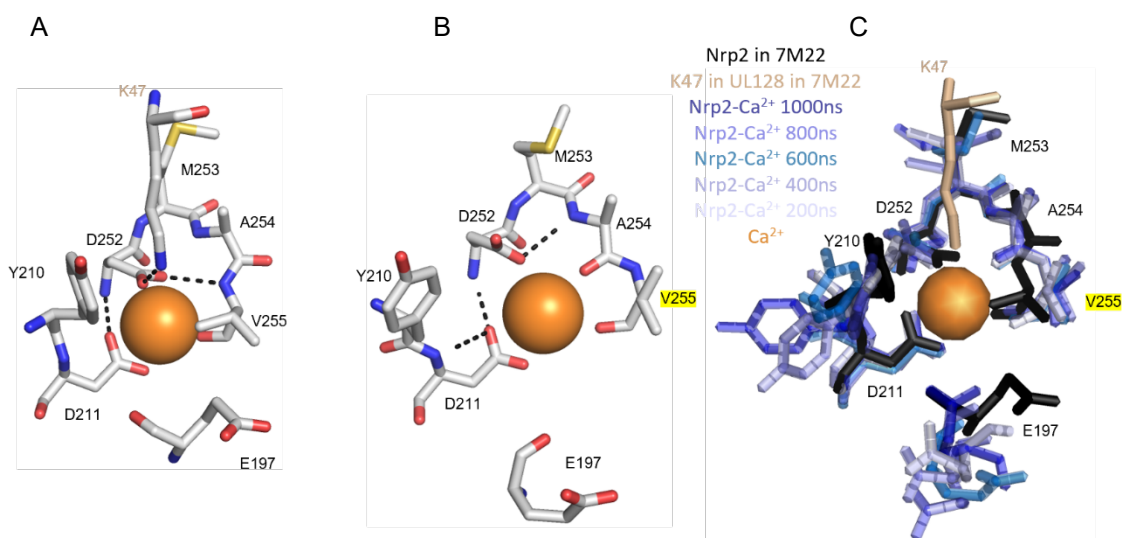 A
K47
M253
D252
A254
Y210
V255
D211
E197
B
M253
D252
A254
Y210
V255
D211
E197
C
Nrp2 in 7M22
K47 in UL128 in 7M22
Nrp2-Ca²⁺ 1000ns
Nrp2-Ca²⁺ 800ns
Nrp2-Ca²⁺ 600ns
Nrp2-Ca²⁺ 400ns
Nrp2-Ca²⁺ 200ns
Ca²⁺
K47
M253
D252
A254
Y210
V255
D211
E197